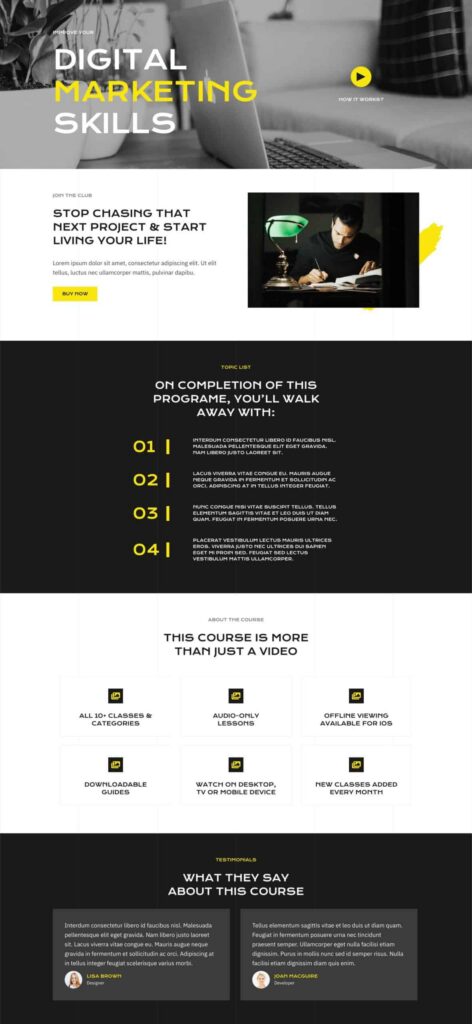 IMPROVE YOUR
DIGITAL
MARKETING
SKILLS
HOW IT WORKS?
JOIN THE CLUB
STOP CHASING THAT
NEXT PROJECT & START
LIVING YOUR LIFE!
Lorem ipsum dolor sit amet, consectetur adipiscing elit. Ut elit
tellus, luctus nec ullamcorper mattis, pulvinar dapibu.
BUY NOW
TOPIC LIST
ON COMPLETION OF THIS
PROGRAME, YOU'LL WALK
AWAY WITH:
01
INTERDUM CONSECTETUR LIBERO ID FAUCIBUS NISL.
MALESUADA PELLENTESQUE ELIT EGET GRAVIDA.
NAM LIBERO JUSTO LAOREET SIT.
02
LACUS VIVERRA VITAE CONGUE EU. MAURIS AUGUE
NEQUE GRAVIDA IN FERMENTUM ET SOLLICITUDIN AC
ORCI. ADIPISCING AT IN TELLUS INTEGER FEUGIAT.
03
NUNC CONGUE NISI VITAE SUSCIPIT TELLUS. TELLUS
ELEMENTUM SAGITTIS VITAE ET LEO DUIS UT DIAM
QUAM. FEUGIAT IN FERMENTUM POSUERE URNA NEC.
04
PLACERAT VESTIBULUM LECTUS MAURIS ULTRICES
EROS. VIVERRA JUSTO NEC ULTRICES DUI SAPIEN
EGET MI PROIN SED. FEUGIAT SED LECTUS
VESTIBULUM MATTIS ULLAMCORPER.
ABOUT THE COURSE
THIS COURSE IS MORE
THAN JUST A VIDEO
ALL 10+ CLASSES &
CATEGORIES
AUDIO-ONLY
LESSONS
OFFLINE VIEWING
AVAILABLE FOR IOS
DOWNLOADABLE
GUIDES
WATCH ON DESKTOP,
TV OR MOBILE DEVICE
NEW CLASSES ADDED
EVERY MONTH
TESTIMONIALS
WHAT THEY SAY
ABOUT THIS COURSE
Interdum consectetur libero id faucibus nisl. Malesuada
pellentesque elit eget gravida. Nam libero justo laoreet
sit. Lacus viverra vitae congue eu. Mauris augue neque
gravida in fermentum et sollicitudin ac orci. Adipiscing at
in tellus integer feugiat scelerisque varius morbi.
LISA BROWN
Designer
Tellus elementum sagittis vitae et leo duis ut diam quam.
Feugiat in fermentum posuere urna nec tincidunt
praesent semper. Ullamcorper eget nulla facilisi etiam
dignissim. Purus in mollis nunc sed id semper risus. Nulla
facilisi etiam dignissim diam quis enim.
JOAN MACGUIRE
Developer